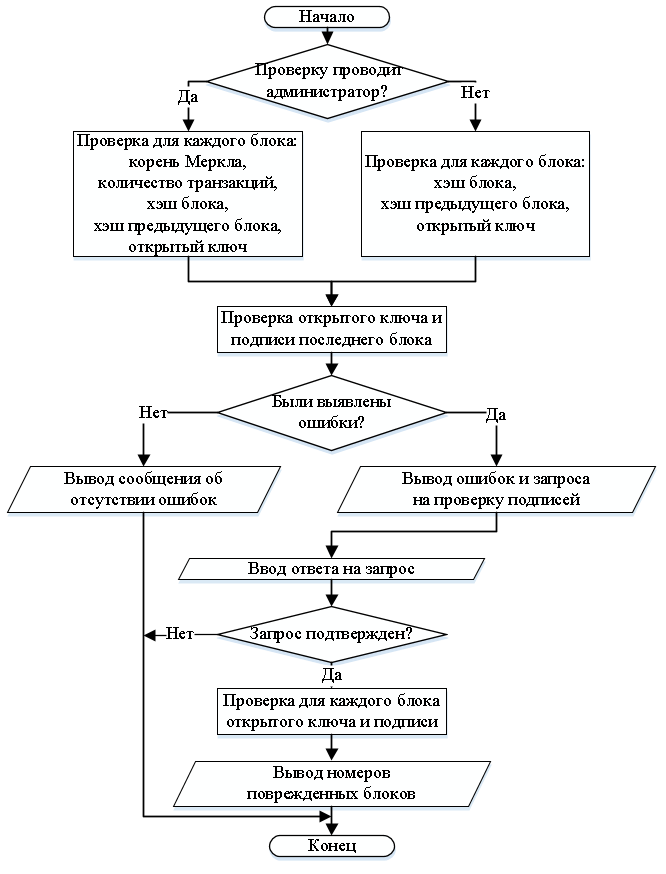 Начало
Проверку проводит
администратор?
Да
Нет
Проверка для каждого блока:
корень Меркла,
количество транзакций,
хэш блока,
хэш предыдущего блока,
открытый ключ
Проверка для каждого блока:
хэш блока,
хэш предыдущего блока,
открытый ключ
Проверка открытого ключа и
подписи последнего блока
Были выявлены
ошибки?
Нет
Да
Вывод сообщения об
отсутствии ошибок
Вывод ошибок и запроса
на проверку подписей
Ввод ответа на запрос
Запрос подтвержден?
Нет
Да
Проверка для каждого блока
открытого ключа и подписи
Вывод номеров
поврежденных блоков
Конец